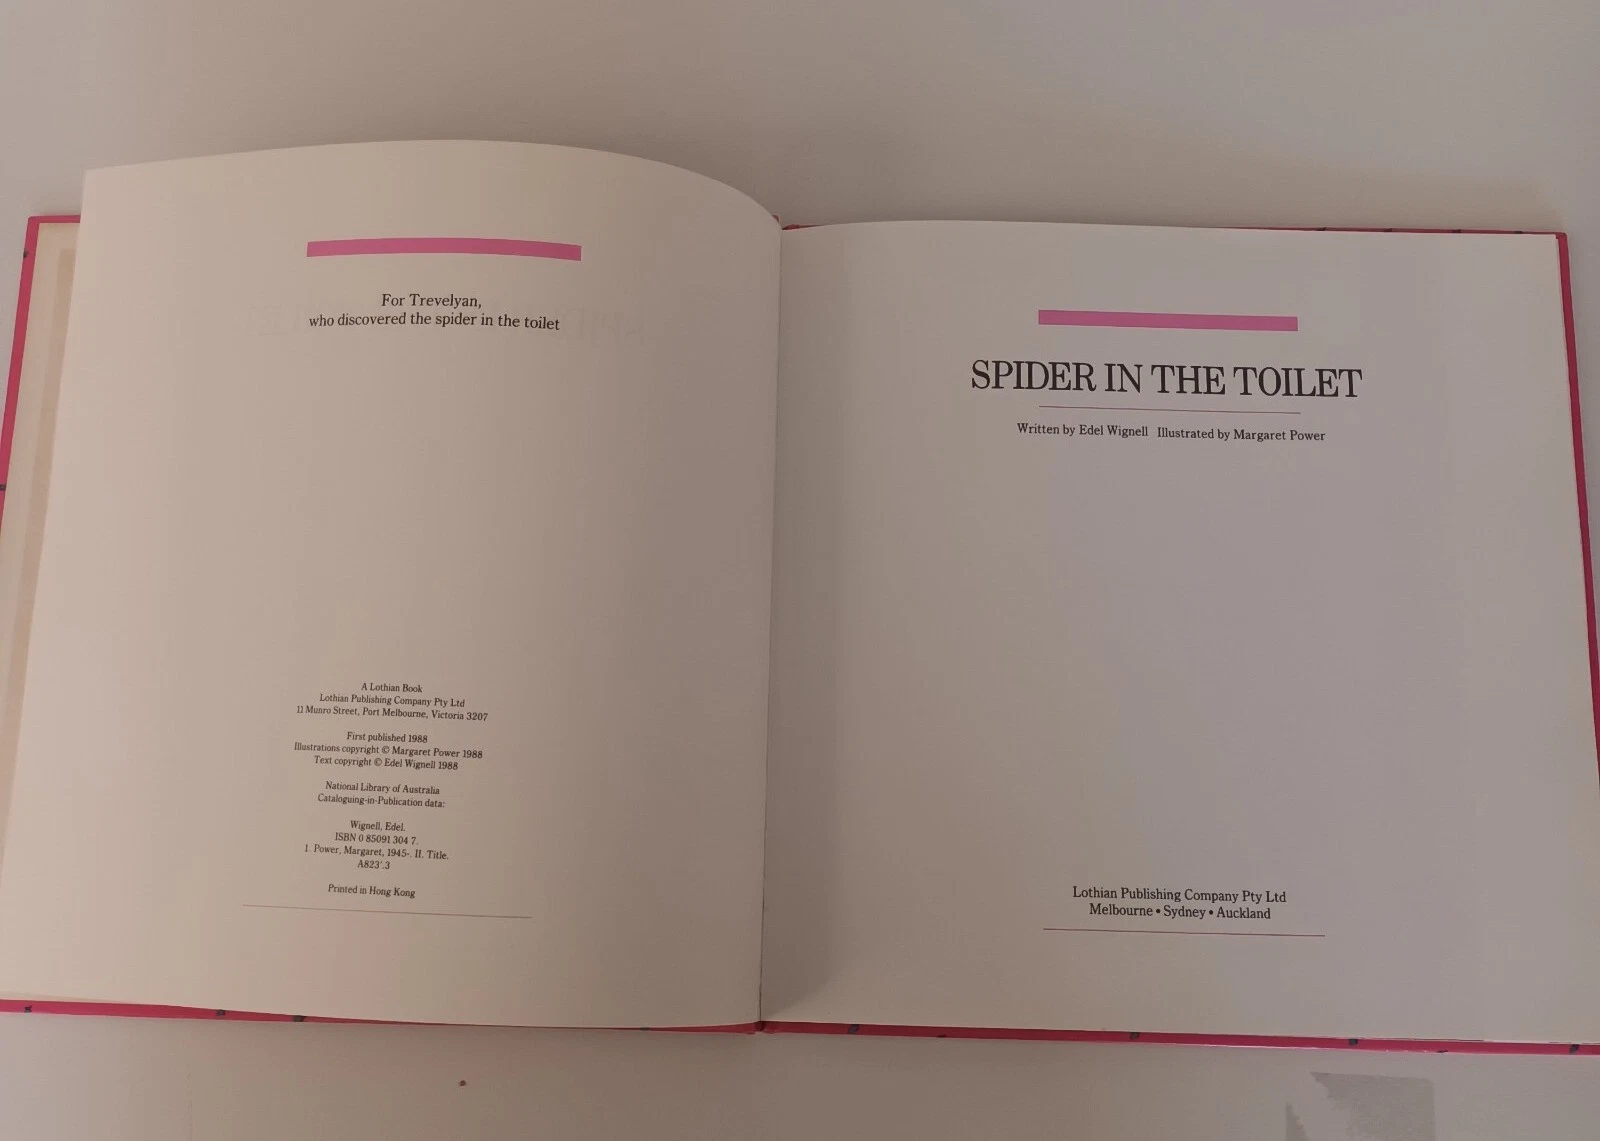 For Trevelyan,
who discovered the spider in the toilet
A Lothian Book
Lothian Publishing Company Pty Ltd
11 Munro Street, Port Melbourne, Victoria 3207
First published 1988
Illustrations copyright © Margaret Power 1988
Text copyright © Edel Wignell 1988
National Library of Australia
Cataloguing-in-Publication data:
Wignell, Edel.
ISBN 0 85091 304 7.
1. Power, Margaret, 1945-. II. Title.
A823'.3
Printed in Hong Kong
SPIDER IN THE TOILET
Written by Edel Wignell Illustrated by Margaret Power
Lothian Publishing Company Pty Ltd
Melbourne • Sydney • Auckland